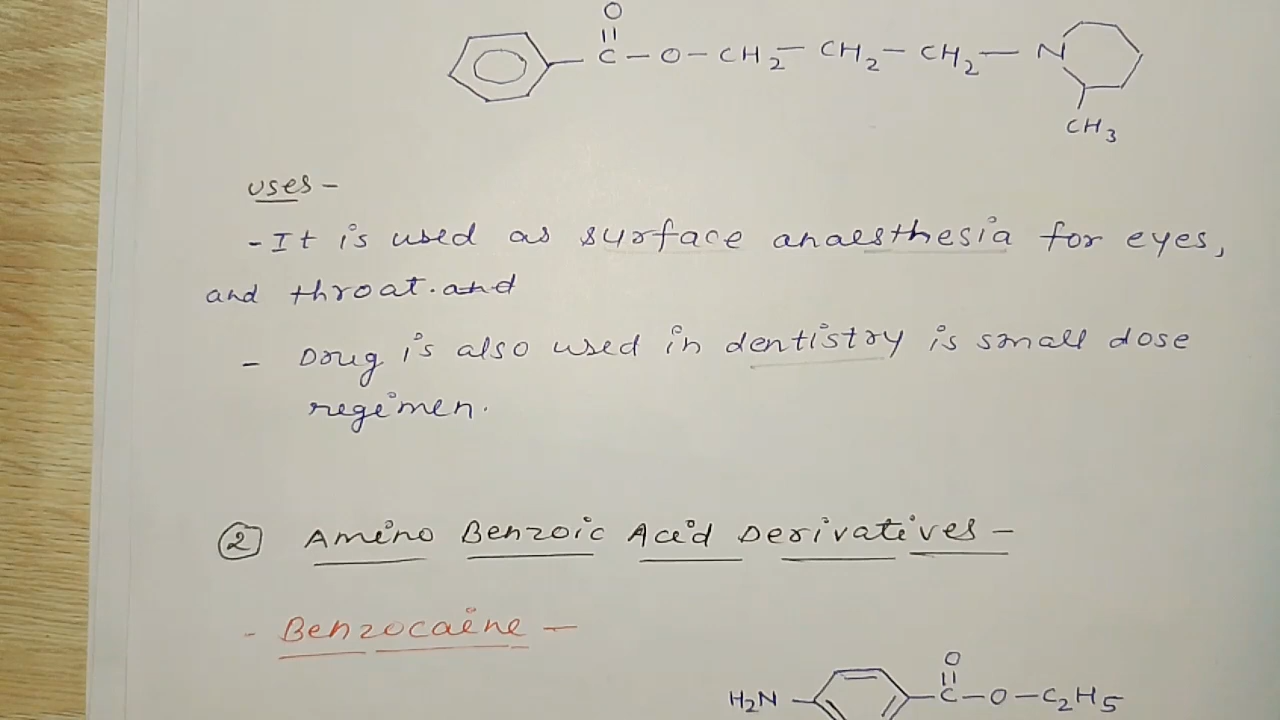 O
||
C - O - CH2 - CH2 - CH2 - N
CH3
Uses -
- It is used as surface anaesthesia for eyes,
and throat. and
- Drug is also used in dentistry is small dose
regimen.
② Amino Benzoic Acid Derivatives -
- Benzocaine -
O
||
H2N - C - O - C2H5